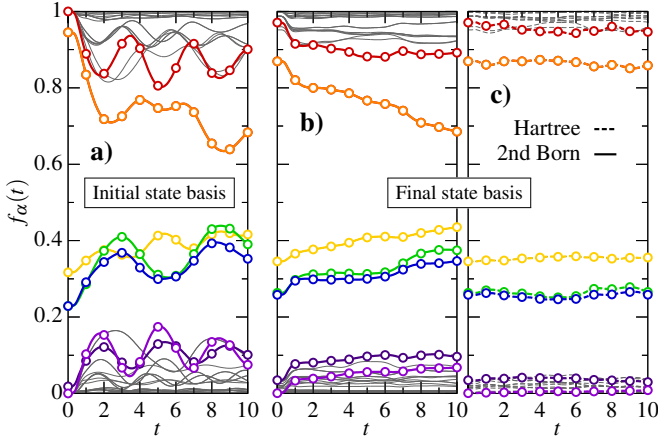 1
0.8
0.6
0.4
0.2
0
fα(t)
a)
b)
c)
Hartree
2nd Born
Initial state basis
Final state basis
0 2 4 6 8 10 0 2 4 6 8 10 2 4 6 8 10
t t t